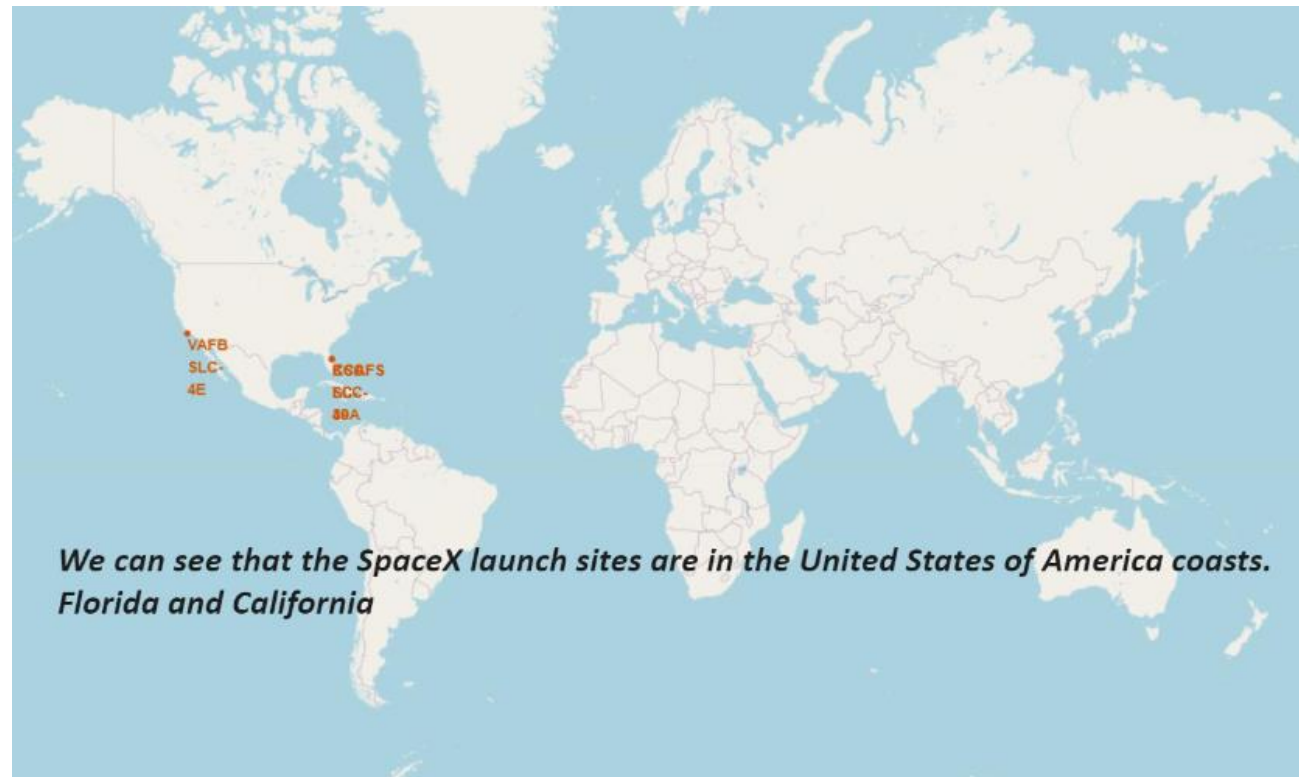 VAFB
SLC-
4E
We can see that the SpaceX launch sites are in the United States of America coasts.
Florida and California